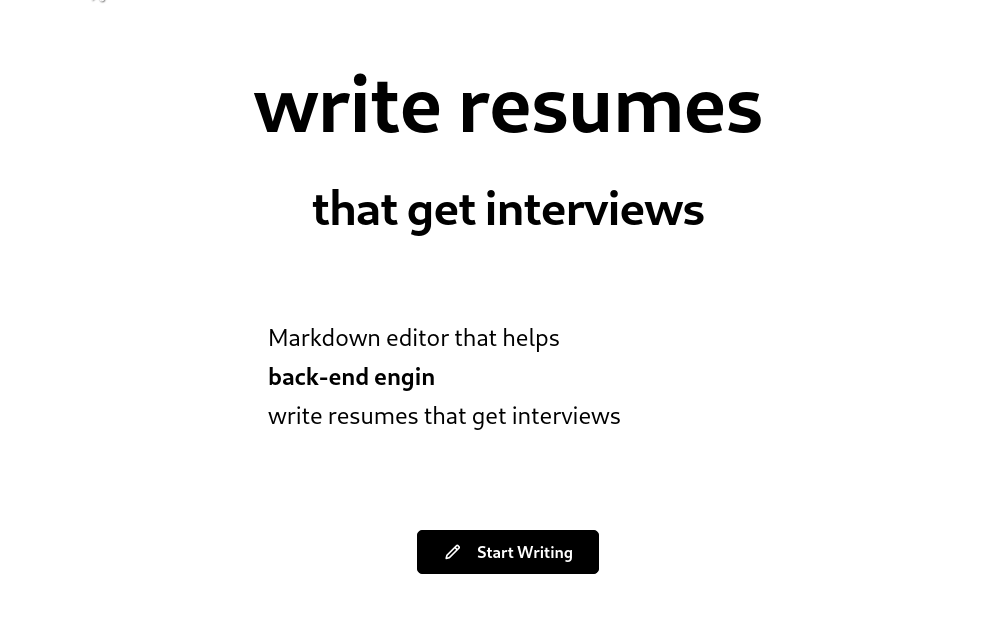 write resumes
that get interviews
Markdown editor that helps
back-end engin
write resumes that get interviews
Start Writing